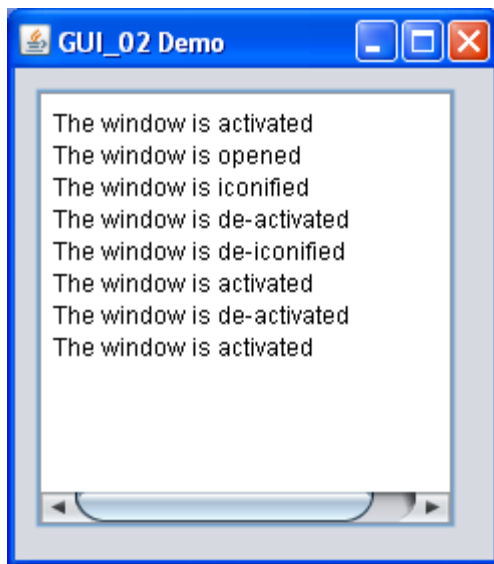 GUI_02 Demo
The window is activated
The window is opened
The window is iconified
The window is de-activated
The window is de-iconified
The window is activated
The window is de-activated
The window is activated